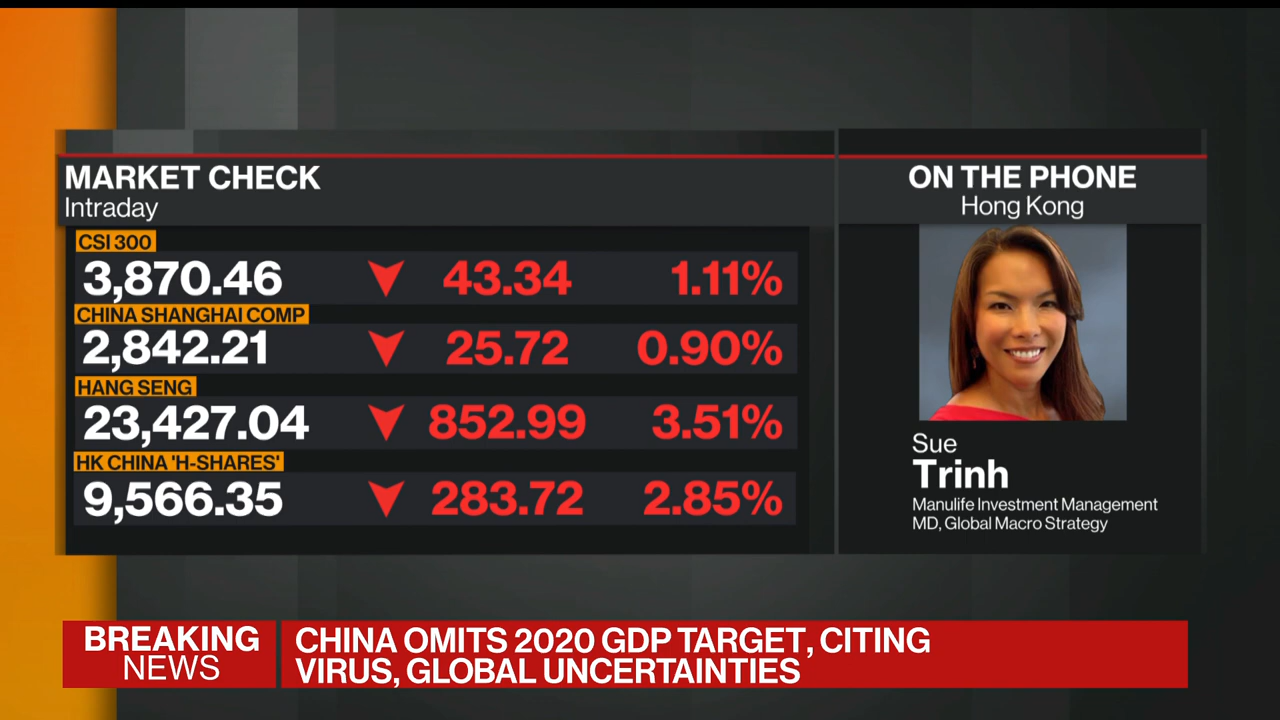 MARKET CHECK
Intraday
CSI 300
3,870.46 43.34 1.11%
CHINA SHANGHAI COMP
2,842.21 25.72 0.90%
HANG SENG
23,427.04 852.99 3.51%
HK CHINA 'H-SHARES'
9,566.35 283.72 2.85%
ON THE PHONE
Hong Kong
Sue
Trinh
Manulife Investment Management
MD, Global Macro Strategy
BREAKING
NEWS
CHINA OMITS 2020 GDP TARGET, CITING
VIRUS, GLOBAL UNCERTAINTIES